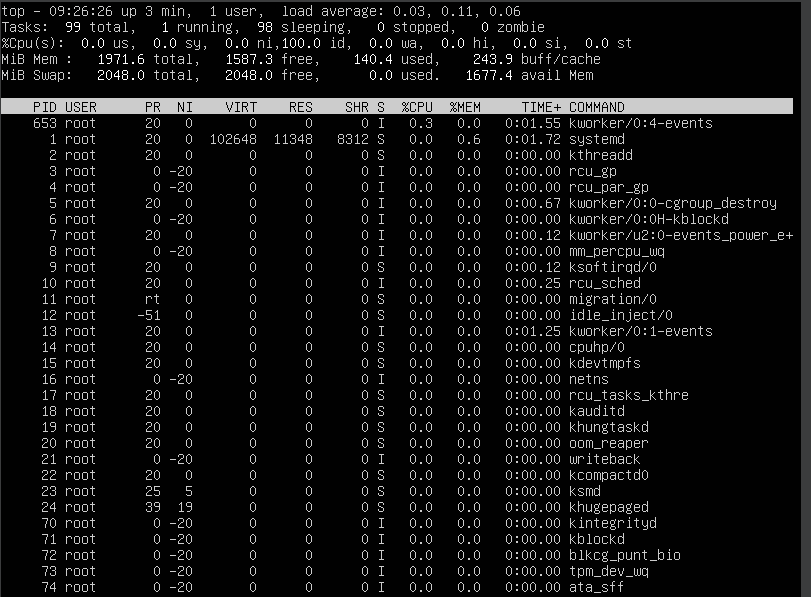 top - 09:26:26 up 3 min,  1 user,  load average: 0.03, 0.11, 0.06
Tasks:  99 total,   1 running,  98 sleeping,   0 stopped,   0 zombie
%Cpu(s):  0.0 us,  0.0 sy,  0.0 ni,100.0 id,  0.0 wa,  0.0 hi,  0.0 si,  0.0 st
MiB Mem :   1971.6 total,   1587.3 free,    140.4 used,    243.9 buff/cache
MiB Swap:   2048.0 total,   2048.0 free,      0.0 used.   1677.4 avail Mem
PID USER      PR  NI    VIRT    RES    SHR S  %CPU  %MEM     TIME+ COMMAND
653 root      20   0       0      0      0 I   0.3   0.0   0:01.55 kworker/0:4-events
1 root      20   0  102648  11348   8312 S   0.0   0.6   0:01.72 systemd
2 root      20   0       0      0      0 S   0.0   0.0   0:00.00 kthreadd
3 root       0 -20       0      0      0 I   0.0   0.0   0:00.00 rcu_gp
4 root       0 -20       0      0      0 I   0.0   0.0   0:00.00 rcu_par_gp
5 root      20   0       0      0      0 I   0.0   0.0   0:00.67 kworker/0:0-cgroup_destroy
6 root       0 -20       0      0      0 I   0.0   0.0   0:00.00 kworker/0:0H-kblockd
7 root      20   0       0      0      0 I   0.0   0.0   0:00.12 kworker/u2:0-events_power_e+
8 root       0 -20       0      0      0 I   0.0   0.0   0:00.00 mm_percpu_wq
9 root      20   0       0      0      0 S   0.0   0.0   0:00.12 ksoftirqd/0
10 root      20   0       0      0      0 I   0.0   0.0   0:00.25 rcu_sched
11 root      rt   0       0      0      0 S   0.0   0.0   0:00.00 migration/0
12 root     -51   0       0      0      0 S   0.0   0.0   0:00.00 idle_inject/0
13 root      20   0       0      0      0 I   0.0   0.0   0:01.25 kworker/0:1-events
14 root      20   0       0      0      0 S   0.0   0.0   0:00.00 cpuhp/0
15 root      20   0       0      0      0 S   0.0   0.0   0:00.00 kdevtmpfs
16 root       0 -20       0      0      0 I   0.0   0.0   0:00.00 netns
17 root      20   0       0      0      0 S   0.0   0.0   0:00.00 rcu_tasks_kthre
18 root      20   0       0      0      0 S   0.0   0.0   0:00.00 kauditd
19 root      20   0       0      0      0 S   0.0   0.0   0:00.00 khungtaskd
20 root      20   0       0      0      0 S   0.0   0.0   0:00.00 oom_reaper
21 root       0 -20       0      0      0 I   0.0   0.0   0:00.00 writeback
22 root      20   0       0      0      0 S   0.0   0.0   0:00.00 kcompactd0
23 root      25   5       0      0      0 S   0.0   0.0   0:00.00 ksmd
24 root      39  19       0      0      0 S   0.0   0.0   0:00.00 khugepaged
70 root       0 -20       0      0      0 I   0.0   0.0   0:00.00 kintegrityd
71 root       0 -20       0      0      0 I   0.0   0.0   0:00.00 kblockd
72 root       0 -20       0      0      0 I   0.0   0.0   0:00.00 blkcg_punt_bio
73 root       0 -20       0      0      0 I   0.0   0.0   0:00.00 tpm_dev_wq
74 root       0 -20       0      0      0 I   0.0   0.0   0:00.00 ata_sff